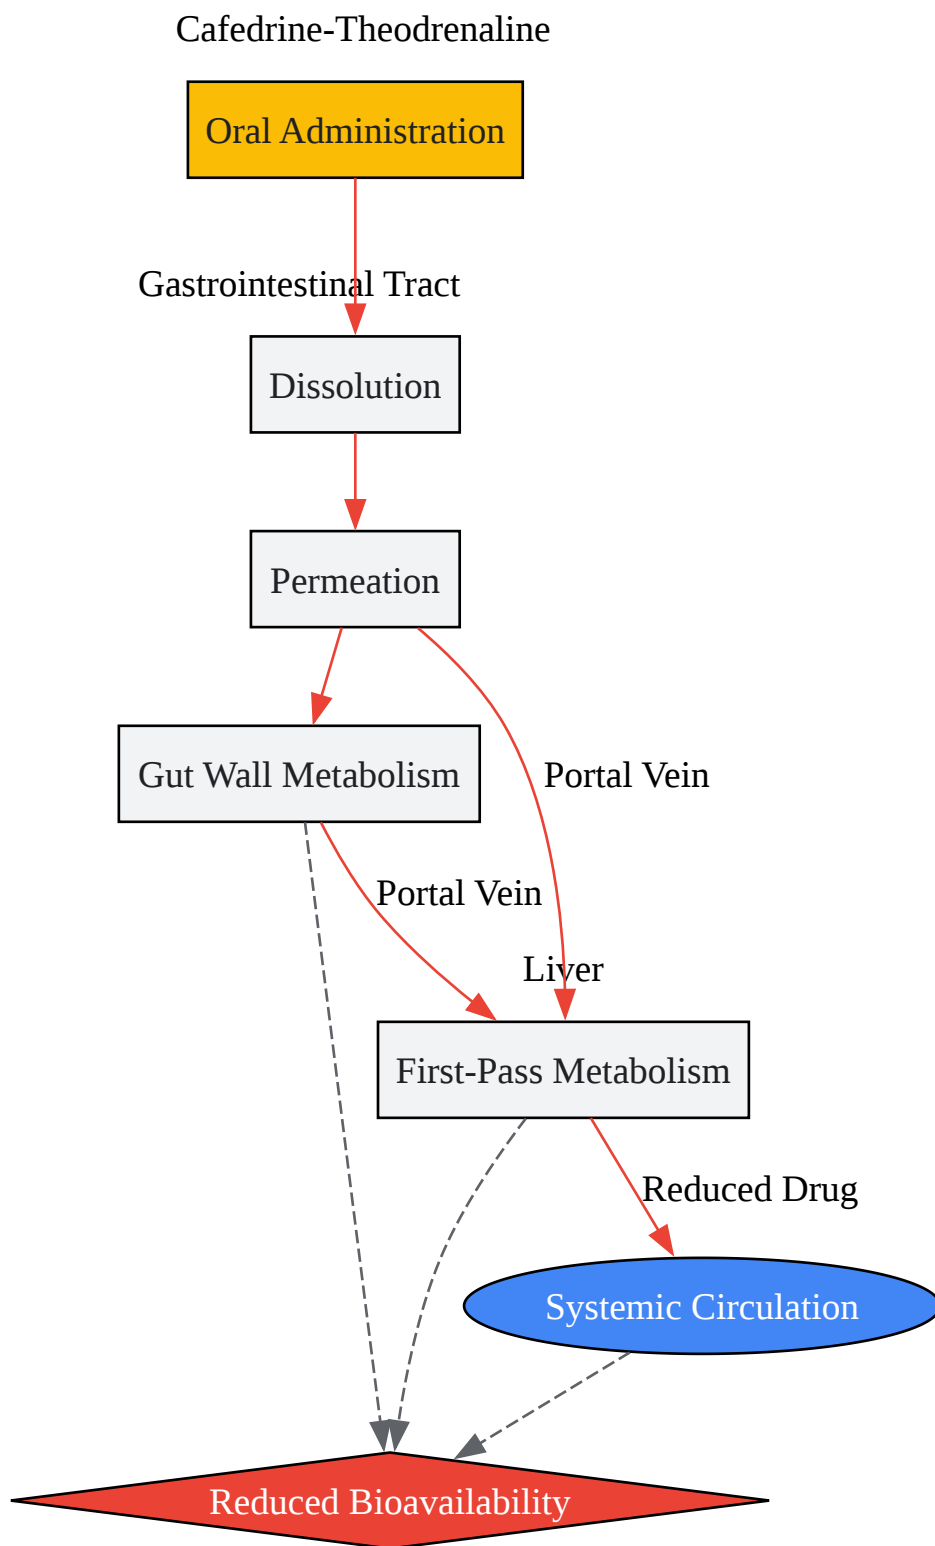 Cafedrine-Theodrenaline
Oral Administration
Gastrointestinal Tract
Dissolution
Permeation
Gut Wall Metabolism
Portal Vein
Portal Vein
Liver
First-Pass Metabolism
Reduced Drug
Systemic Circulation
Reduced Bioavailability